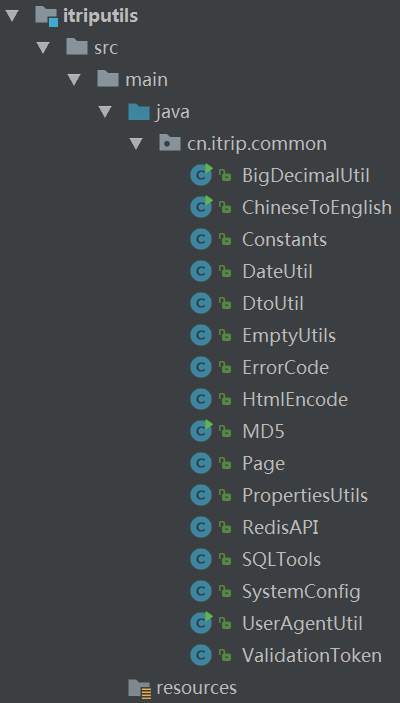 itriputils
src
main
java
cn.itrip.common
BigDecimalUtil
ChineseToEnglish
Constants
DateUtil
DtoUtil
EmptyUtils
ErrorCode
HtmlEncode
MD5
Page
PropertiesUtils
RedisAPI
SQLTools
SystemConfig
UserAgentUtil
ValidationToken
resources